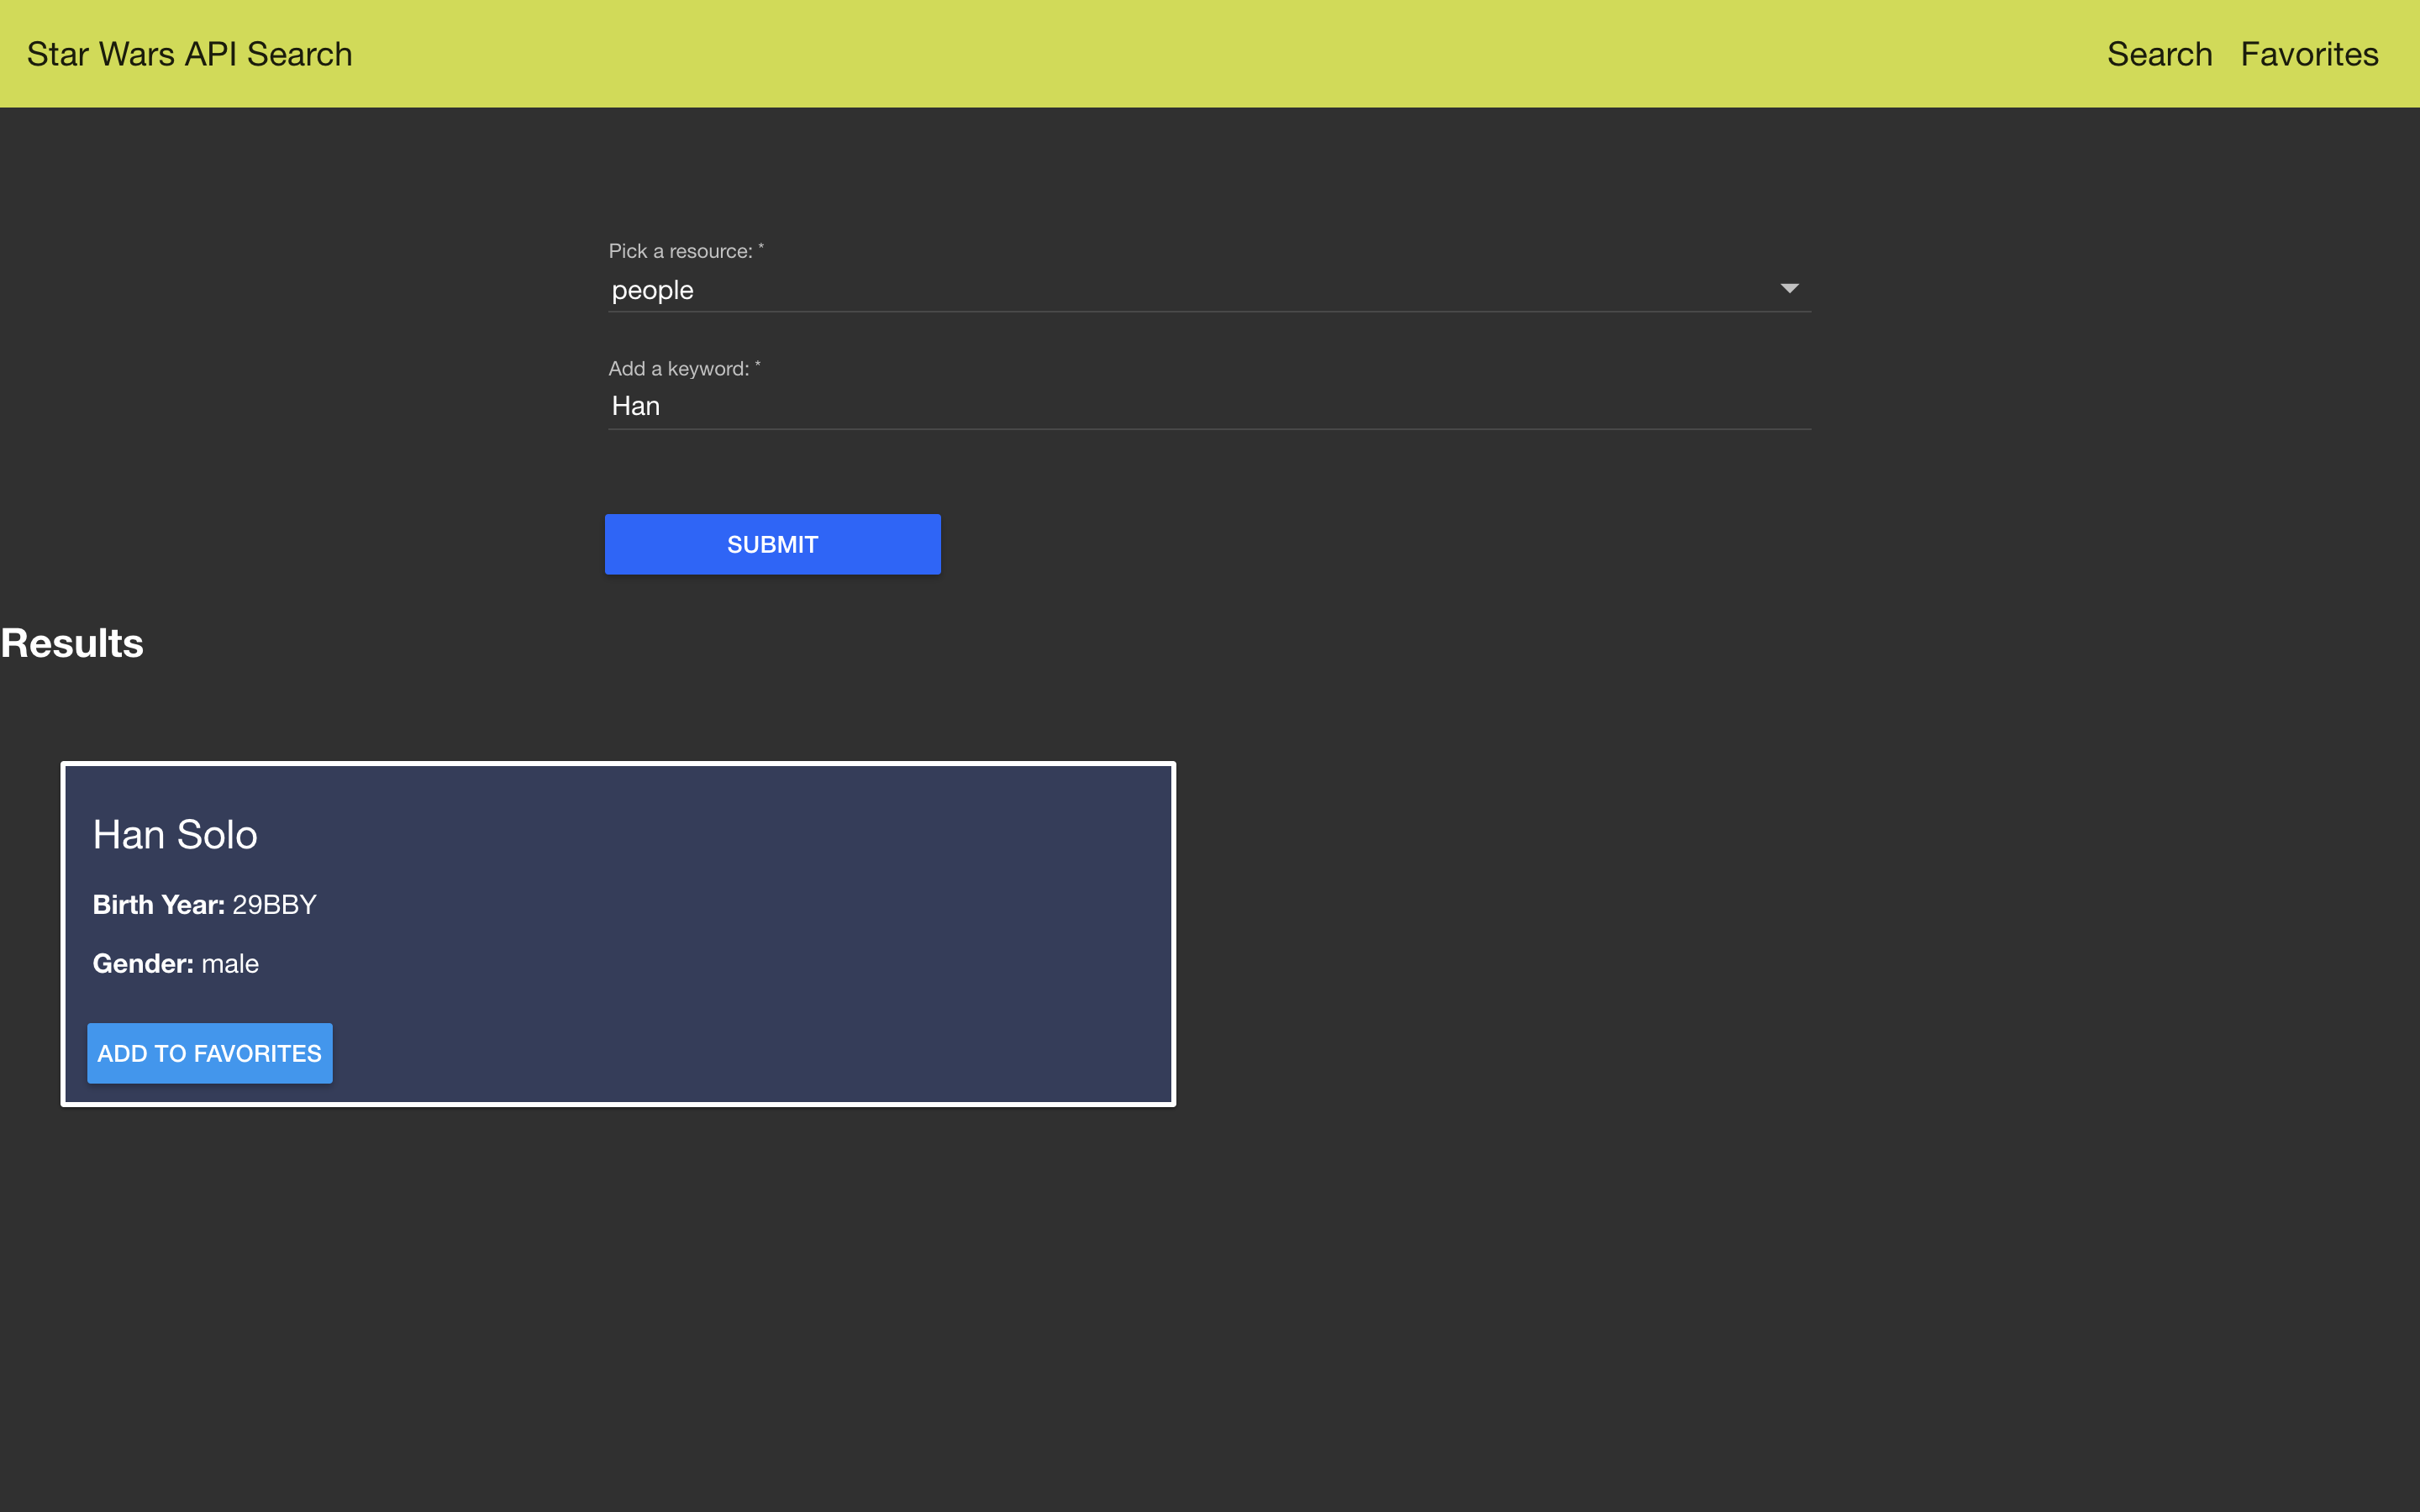 Star Wars API Search
Search Favorites
Pick a resource: *
people
Add a keyword: *
Han
SUBMIT
Results
Han Solo
Birth Year: 29BBY
Gender: male
ADD TO FAVORITES